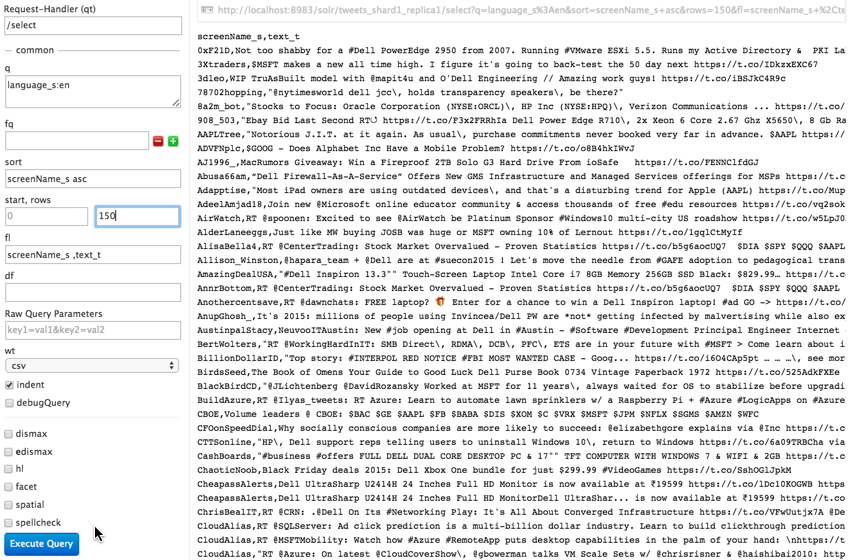 Request-Handler (qt)
/select
common
q
language_s:en
fq
sort
screenName_s asc
start, rows
0
150
fl
screenName_s ,text_t
df
Raw Query Parameters
key1=val1&key2=val2
wt
csv
indent
debugQuery
dismax
edismax
hl
facet
spatial
spellcheck
Execute Query
http://localhost:8983/solr/tweets_shard1_replica1/select?q=language_s%3Aen&sort=screenName_s+asc&rows=150&fl=screenName_s+%2Cte
screenName_s,text_t
0xF21D,Not too shabby for a #Dell PowerEdge 2950 from 2007. Running #VMware ESXi 5.5. Runs my Active Directory &  PKI La
3Xtraders,$MSFT makes a new all time high. I figure it's going to back-test the 50 day next https://t.co/IDkzxEXC67
3dleo,WIP TruAsBuilt model with @mapit4u and O'Dell Engineering // Amazing work guys! https://t.co/iBSJkC4R9c
78702hopping,"@nytimesworld dell jcc\, holds transparency speakers\, be there?"
8a2m_bot,"Stocks to Focus: Oracle Corporation (NYSE:ORCL)\, HP Inc (NYSE:HPQ)\, Verizon Communications ... https://t.co/
908_503,"Ebay Bid Last Second RT https://t.co/F3x2FRRhIa Dell Power Edge R710\, 2x Xeon 6 Core 2.67 Ghz X5650\, 8 Gb Ra
AAPLTree,"Notorious J.I.T. at it again. As usual\, purchase commitments never booked very far in advance. $AAPL https://
ADVFNplc,$GOOG - Does Alphabet Inc Have a Mobile Problem? https://t.co/o8B4hkIWvJ
AJ1996_,MacRumors Giveaway: Win a Fireproof 2TB Solo G3 Hard Drive From ioSafe   https://t.co/FENNClfdGJ
Abusa66am,“Dell Firewall-As-A-Service” Offers New GMS Infrastructure and Managed Services offerings for MSPs https://t.c
Adapptise,"Most iPad owners are using outdated devices\, and that's a disturbing trend for Apple (AAPL) https://t.co/Mup
AdeelAmjad18,Join new @Microsoft online educator community & access thousands of free #edu resources https://t.co/vq2sok
AirWatch,RT @spoonen: Excited to see @AirWatch be Platinum Sponsor #Windows10 multi-city US roadshow https://t.co/w5LpJ0
AlderLaneeggs,Just like MW buying JOSB was huge or MSFT owning 10% of Lernout https://t.co/1gqlCtMyIf
AlisaBella4,RT @CenterTrading: Stock Market Overvalued - Proven Statistics https://t.co/b5g6aocUQ7  $DIA $SPY $QQQ $AAPL
Allison_Winston,@hapara_team + @Dell are at #suecon2015 ! Let's move the needle from #GAFE adoption to pedagogical trans
AmazingDealUSA,"#Dell Inspiron 13.3"" Touch-Screen Laptop Intel Core i7 8GB Memory 256GB SSD Black: $829.99… https://t.c
AnnrBottom,RT @CenterTrading: Stock Market Overvalued - Proven Statistics https://t.co/b5g6aocUQ7  $DIA $SPY $QQQ $AAPL
Anothercentsave,RT @dawnchats: FREE laptop? 🎁 Enter for a chance to win a Dell Inspiron laptop! #ad GO -> https://t.co/
AnupGhosh_,It's 2015: millions of people using Invincea/Dell PW are *not* getting infected by malvertising while also ex
AustinpalStacy,NeuvooITAustin: New #job opening at Dell in #Austin - #Software #Development Principal Engineer Internet
BertWolters,"RT @WorkingHardInIT: SMB Direct\, RDMA\, DCB\, PFC\, ETS are in your future with #MSFT > Come learn about i
BillionDollarID,"Top story: #INTERPOL RED NOTICE #FBI MOST WANTED CASE - Goog... https://t.co/i6O4CAp5pt … … …\, see mor
BirdsSeed,The Book of Omens Your Guide to Good Luck Dell Purse Book 0734 Vintage Paperback 1972 https://t.co/525AdkFXEe
BlackBirdCD,"@JLichtenberg @DavidRozansky Worked at MSFT for 11 years\, always waited for OS to stabilize before upgradi
BuildAzure,RT @Ilyas_tweets: RT Azure: Learn to automate lawn sprinklers w/ a Raspberry Pi + #Azure #LogicApps on #Azure
CBOE,Volume leaders @ CBOE: $BAC $GE $AAPL $FB $BABA $DIS $XOM $C $VRX $MSFT $JPM $NFLX $SGMS $AMZN $WFC
CFOonSpeedDial,Why socially conscious companies are more likely to succeed: @elizabethgore explains via @Inc https://t.c
CTTSonline,"HP\, Dell support reps telling users to uninstall Windows 10\, return to Windows https://t.co/6a09TRBCha via
CashBoards,"#business #offers FULL DELL DUAL CORE DESKTOP PC & 17"" TFT COMPUTER WITH WINDOWS 7 & WIFI & 2GB https://t.c
ChaoticNoob,Black Friday deals 2015: Dell Xbox One bundle for just $299.99 #VideoGames https://t.co/SshOGlJpkM
CheapassAlerts,Dell UltraSharp U2414H 24 Inches Full HD Monitor is now available at ₹19599 https://t.co/lDc1OKOGWB https
CheapassAlerts,Dell UltraSharp U2414H 24 Inches Full HD MonitorDell UltraShar... is now available at ₹19599 https://t.co
ChrisBealIT,RT @CRN: .@Dell On Its #Networking Play: It's All About Converged Infrastructure https://t.co/VFwUutjx7A @De
CloudAlias,RT @SQLServer: Ad click prediction is a multi-billion dollar industry. Learn to build clickthrough prediction
CloudAlias,RT @MSFTMobility: Watch how #Azure #RemoteApp puts desktop capabilities in the palm of your hand: \nhttps://t
CloudAlias,RT @Azure: On latest @CloudCoverShow\, @gbowerman talks VM Scale Sets w/ @chrisrisner & @haishibai2010: http